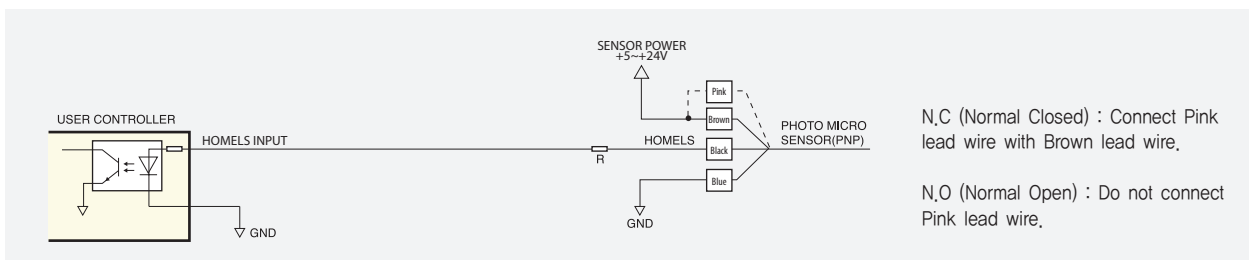 SENSOR POWER
+5~+24V
Pink
USER CONTROLLER
Brown
HOMELS INPUT
R
HOMELS
Black
PHOTO MICRO
SENSOR(PNP)
Blue
GND
GND
N.C (Normal Closed) : Connect Pink
lead wire with Brown lead wire.
N.O (Normal Open) : Do not connect
Pink lead wire.